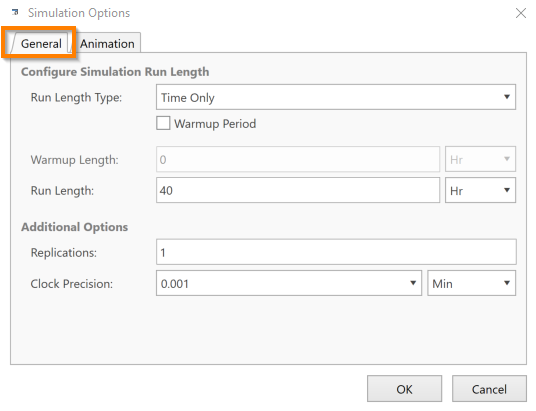 Simulation Options
General Animation
Configure Simulation Run Length
Run Length Type: Time Only
Warmup Period
Warmup Length: 0 Hr
Run Length: 40 Hr
Additional Options
Replications: 1
Clock Precision: 0.001 Min
OK Cancel